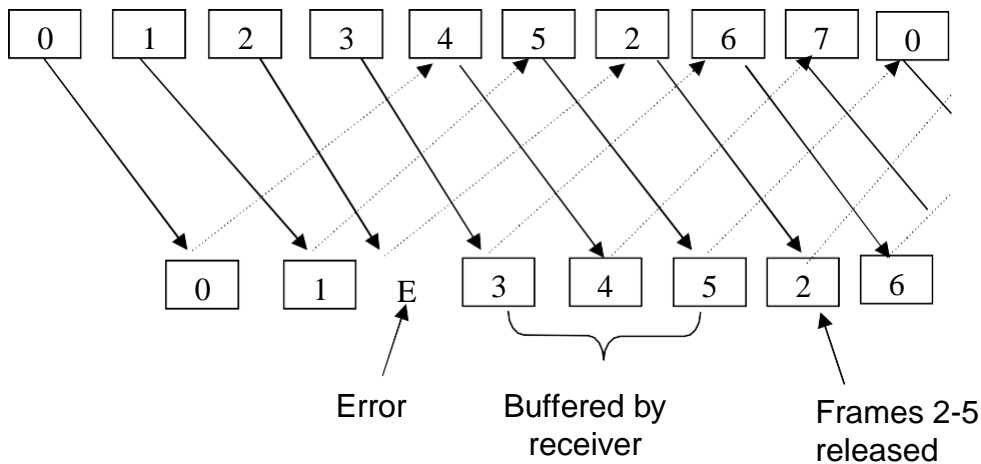 0 1 2 3 4 5 2 6 7 0
0 1 E 3 4 5 2 6
Error
Buffered by
receiver
Frames 2-5
released